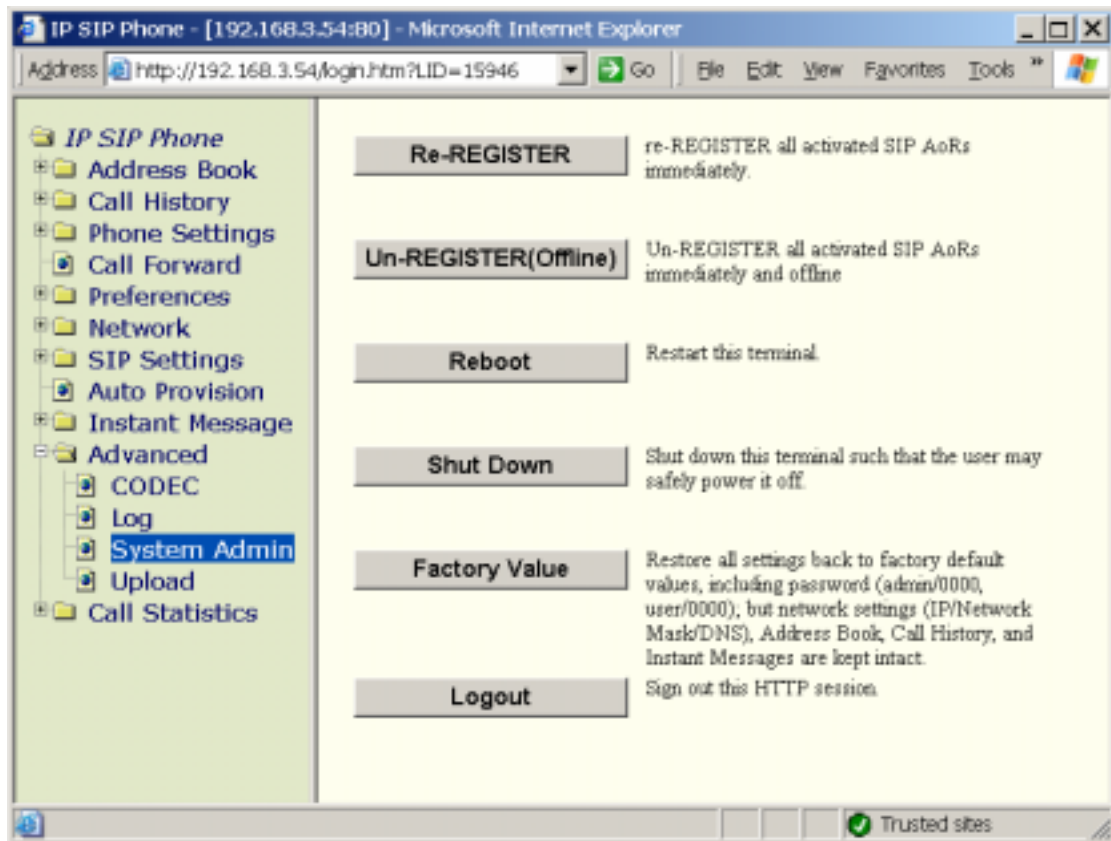 IP SIP Phone - [192.168.3.54:80] - Microsoft Internet Explorer
Address http://192.168.3.54/login.htm?LID=15946 Go File Edit View Favorites Tools "
IP SIP Phone
Address Book
Call History
Phone Settings
Call Forward
Preferences
Network
SIP Settings
Auto Provision
Instant Message
Advanced
CODEC
Log
System Admin
Upload
Call Statistics
Re-REGISTER
re-REGISTER all activated SIP AoRs
immediately.
Un-REGISTER(Offline)
Un-REGISTER all activated SIP AoRs
immediately and offline
Reboot
Restart this terminal.
Shut Down
Shut down this terminal such that the user may
safely power it off.
Factory Value
Restore all settings back to factory default
values, including password (admin/0000,
user/0000); but network settings (IP/Network
Mask/DNS), Address Book, Call History, and
Instant Messages are kept intact.
Logout
Sign out this HTTP session.
Trusted sites